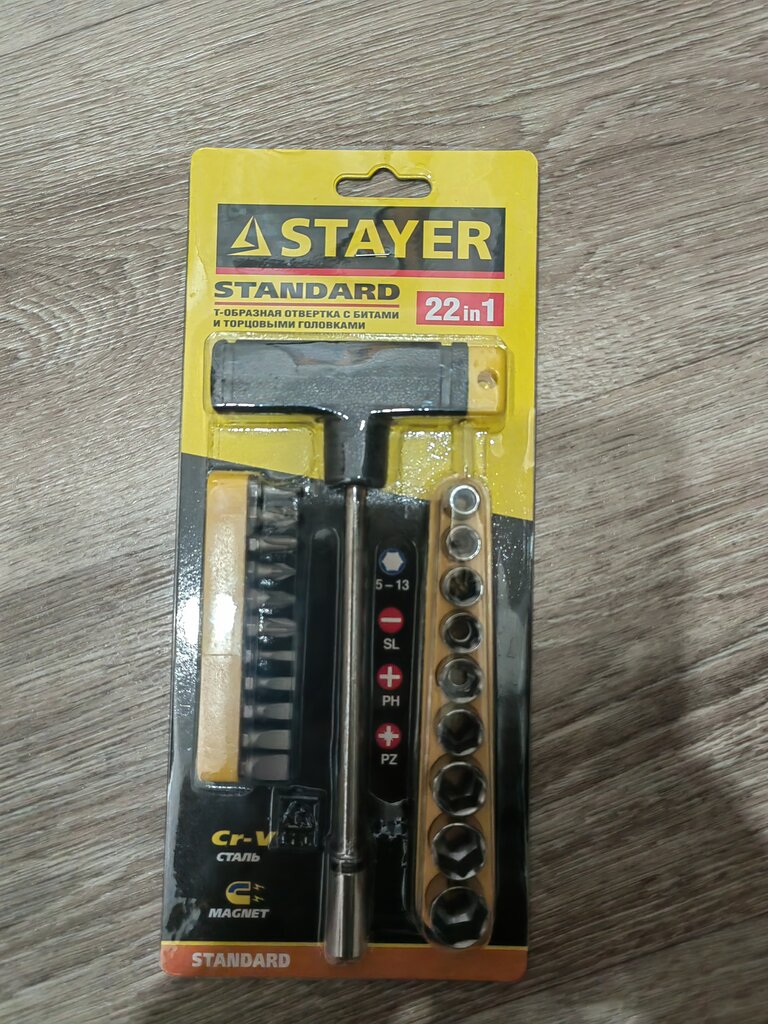 STAYER
STANDARD
22 in 1
Т-ОБРАЗНАЯ ОТВЕРТКА С БИТАМИ
И ТОРЦОВЫМИ ГОЛОВКАМИ
5–13
SL
PH
PZ
Cr-V
СТАЛЬ
MAGNET
STANDARD